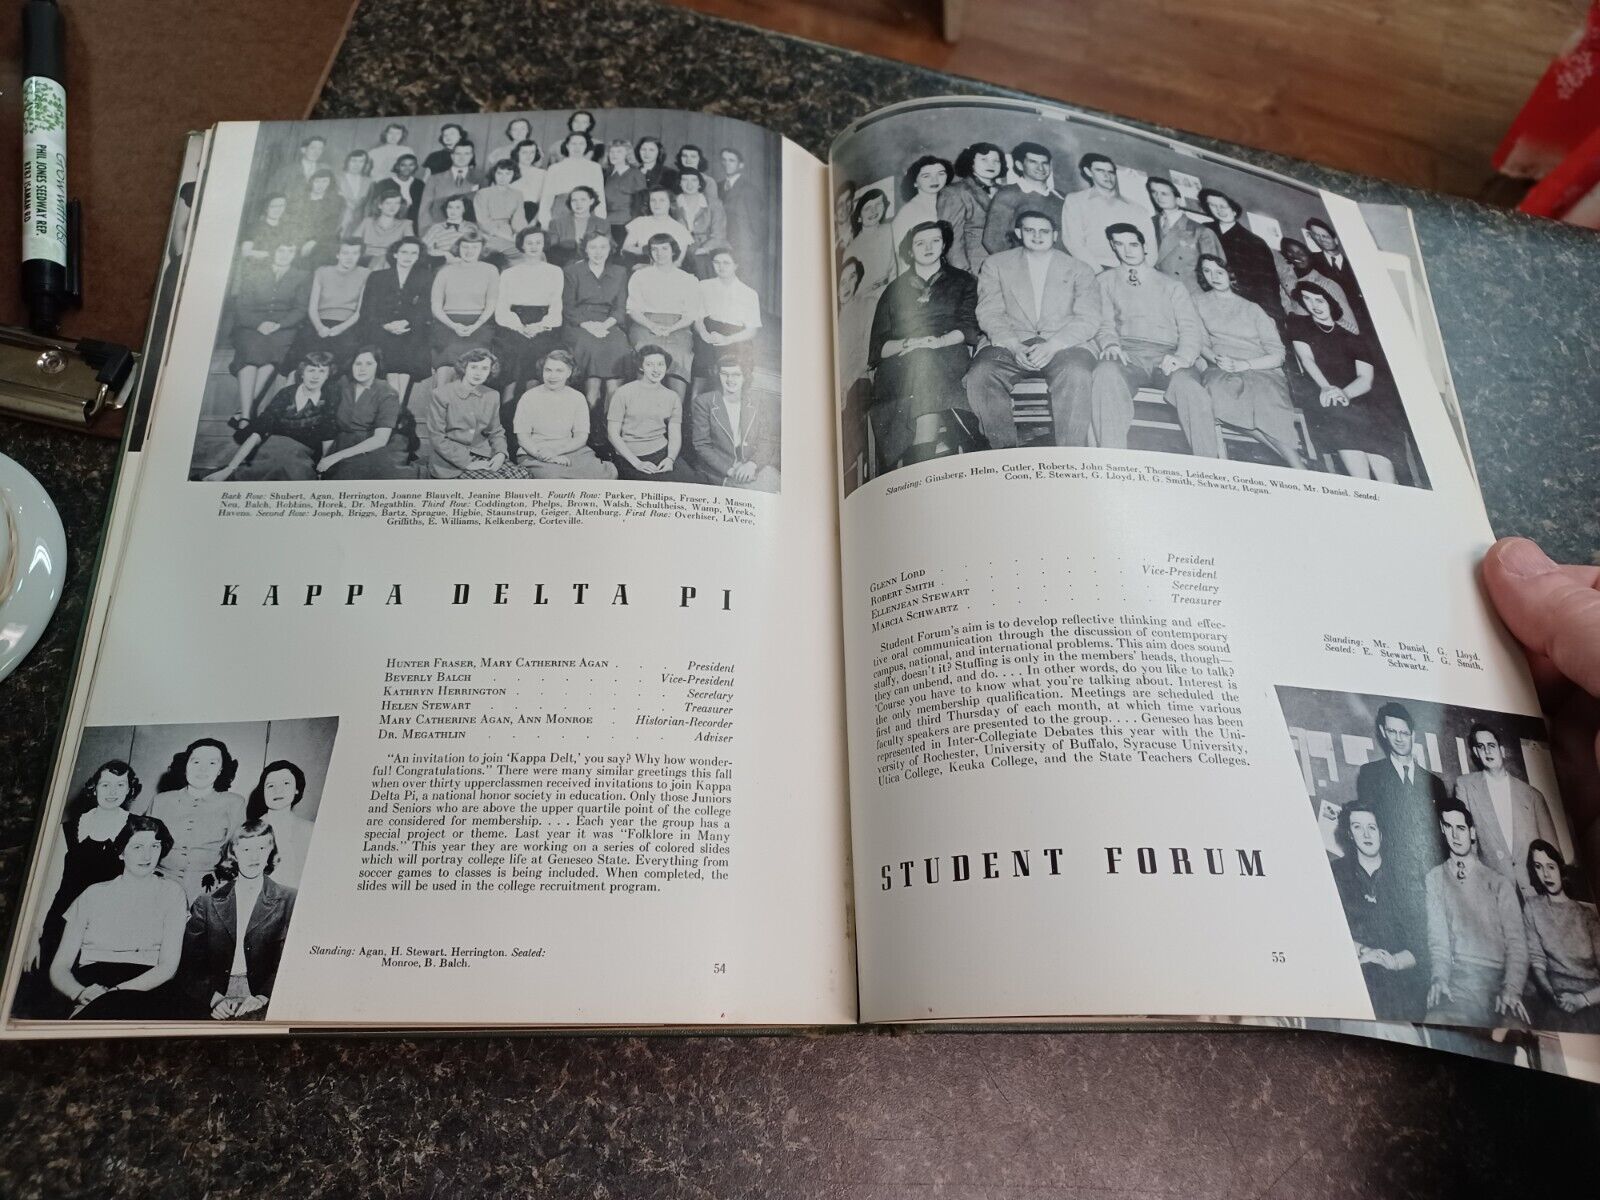 PHIL JONES SEEDWAY REP.
8787 ISAMAN RD.
GROW WITH US!
Back Row: Shubert, Agan, Herrington, Joanne Blauvelt, Jeanine Blauvelt. Fourth Row: Parker, Phillips, Fraser, J. Mason,
Neu, Balch, Robbins, Horek, Dr. Megathlin. Third Row: Coddington, Phelps, Brown, Walsh, Schultheiss, Wamp, Weeks,
Havens. Second Row: Joseph, Briggs, Bartz, Sprague, Higbie, Staunstrup, Geiger, Altenburg. First Row: Overhiser, LaVere,
Griffiths, E. Williams, Kelkenberg, Corteville.
KAPPA DELTA PI
HUNTER FRASER, MARY CATHERINE AGAN . . . President
BEVERLY BALCH . . . . . . . Vice-President
KATHRYN HERRINGTON . . . . . . Secretary
HELEN STEWART . . . . . . . Treasurer
MARY CATHERINE AGAN, ANN MONROE . Historian-Recorder
DR. MEGATHLIN . . . . . . . Adviser
"An invitation to join 'Kappa Delt,' you say? Why how wonder-
ful! Congratulations." There were many similar greetings this fall
when over thirty upperclassmen received invitations to join Kappa
Delta Pi, a national honor society in education. Only those Juniors
and Seniors who are above the upper quartile point of the college
are considered for membership. . . . Each year the group has a
special project or theme. Last year it was "Folklore in Many
Lands." This year they are working on a series of colored slides
which will portray college life at Geneseo State. Everything from
soccer games to classes is being included. When completed, the
slides will be used in the college recruitment program.
Standing: Agan, H. Stewart, Herrington. Seated:
Monroe, B. Balch.
54
Standing: Ginsberg, Helm, Cutler, Roberts, John Samter, Thomas, Leidecker, Gordon, Wilson, Mr. Daniel. Seated:
Coon, E. Stewart, G. Lloyd, R. G. Smith, Schwartz, Regan.
GLENN LORD . . . . . . President
ROBERT SMITH . . . . . . Vice-President
ELLENJEAN STEWART . . . . . . Secretary
MARCIA SCHWARTZ . . . . . . Treasurer
Student Forum's aim is to develop reflective thinking and effec-
tive oral communication through the discussion of contemporary
campus, national, and international problems. This aim does sound
stuffy, doesn't it? Stuffing is only in the members' heads, though—
they can unbend, and do. . . . In other words, do you like to talk?
'Course you have to know what you're talking about. Interest is
the only membership qualification. Meetings are scheduled the
first and third Thursday of each month, at which time various
faculty speakers are presented to the group. . . . Geneseo has been
represented in Inter-Collegiate Debates this year with the Uni-
versity of Rochester, University of Buffalo, Syracuse University,
Utica College, Keuka College, and the State Teachers Colleges.
Standing: Mr. Daniel, G. Lloyd.
Seated: E. Stewart, R. G. Smith,
Schwartz.
STUDENT FORUM
55